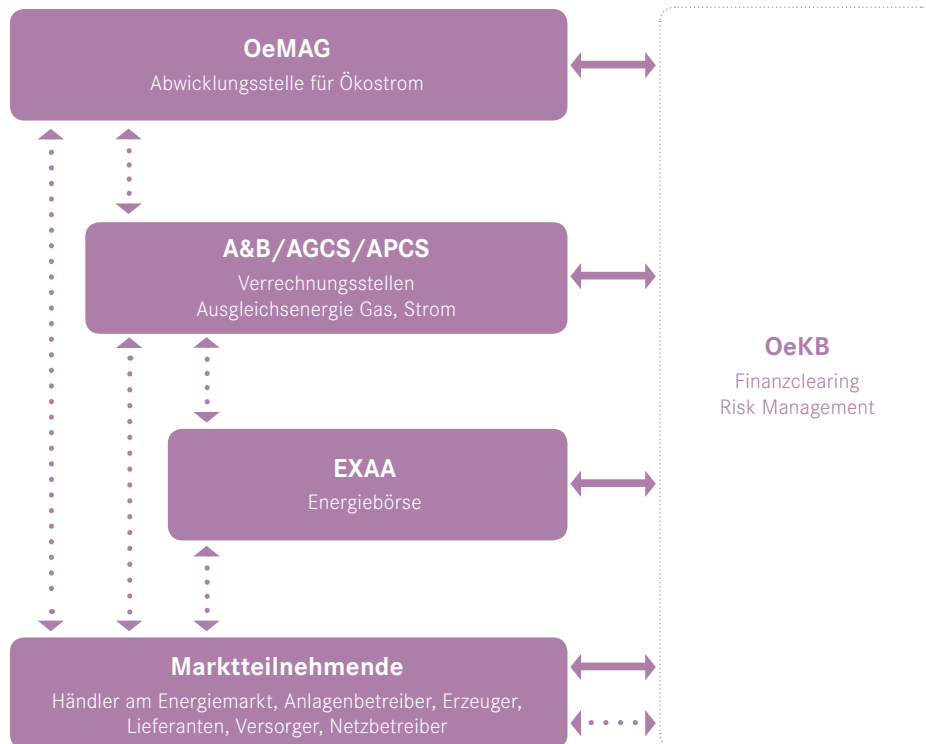 OeMAG
Abwicklungsstelle für Ökostrom
A&B/AGCS/APCS
Verrechnungsstellen
Ausgleichsenergie Gas, Strom
OeKB
Finanzclearing
Risk Management
EXAA
Energiebörse
Marktteilnehmende
Händler am Energiemarkt, Anlagenbetreiber, Erzeuger,
Lieferanten, Versorger, Netzbetreiber